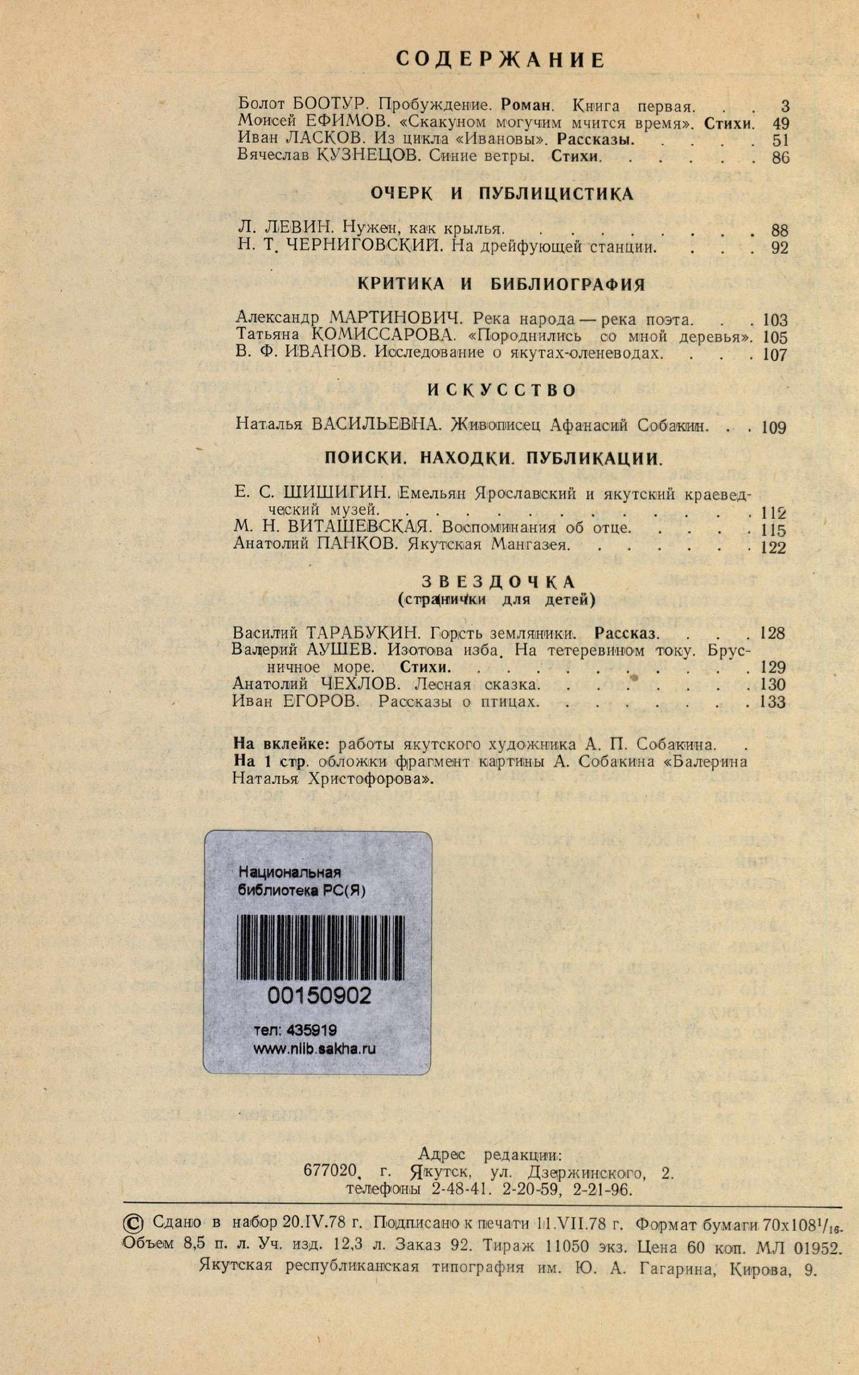 СОДЕРЖАНИЕ
Болот БООТУР. Пробуждение. Роман. Книга первая. . . 3
Моисей ЕФИМОВ. «Скакуном могучим мчится время». Стихи. 49
Иван ЛАСКОВ. Из цикла «Ивановы». Рассказы. . . . . 51
Вячеслав КУЗНЕЦОВ. Синие ветры. Стихи. . . . . . 86
ОЧЕРК И ПУБЛИЦИСТИКА
Л. ЛЕВИН. Нужен, как крылья. . . . . . . . . 88
Н. Т. ЧЕРНИГОВСКИЙ. На дрейфующей станции. . . . 92
КРИТИКА И БИБЛИОГРАФИЯ
Александр МАРТИНОВИЧ. Река народа — река поэта. . . 103
Татьяна КОМИССАРОВА. «Породнились со мной деревья». 105
В. Ф. ИВАНОВ. Исследование о якутах-оленеводах. . . . 107
ИСКУССТВО
Наталья ВАСИЛЬЕВНА. Живописец Афанасий Собакин. . . 109
ПОИСКИ. НАХОДКИ. ПУБЛИКАЦИИ.
Е. С. ШИШИГИН. Емельян Ярославский и якутский краевед-
ческий музей. . . . . . . . . . . . . 112
М. Н. ВИТАШЕВСКАЯ. Воспоминания об отце. . . . . 115
Анатолий ПАНКОВ. Якутская Мангазея. . . . . . . 122
ЗВЕЗДОЧКА
(странички для детей)
Василий ТАРАБУКИН. Горсть земляники. Рассказ. . . . 128
Валерий АУШЕВ. Изотова изба. На тетеревином току. Брус-
ничное море. Стихи. . . . . . . . . . . 129
Анатолий ЧЕХЛОВ. Лесная сказка. . . . . . . . 130
Иван ЕГОРОВ. Рассказы о птицах. . . . . . . . 133
На вклейке: работы якутского художника А. П. Собакина. .
На 1 стр. обложки фрагмент картины А. Собакина «Балерина
Наталья Христофорова».
Национальная
библиотека РС(Я)
00150902
тел: 435919
www.nlib.sakha.ru
Адрес редакции:
677020, г. Якутск, ул. Дзержинского, 2.
телефоны 2-48-41. 2-20-59, 2-21-96.
© Сдано в набор 20.IV.78 г. Подписано к печати 11.VII.78 г. Формат бумаги 70х108¹/₁₆.
Объем 8,5 п. л. Уч. изд. 12,3 л. Заказ 92. Тираж 11050 экз. Цена 60 коп. МЛ 01952.
Якутская республиканская типография им. Ю. А. Гагарина, Кирова, 9.